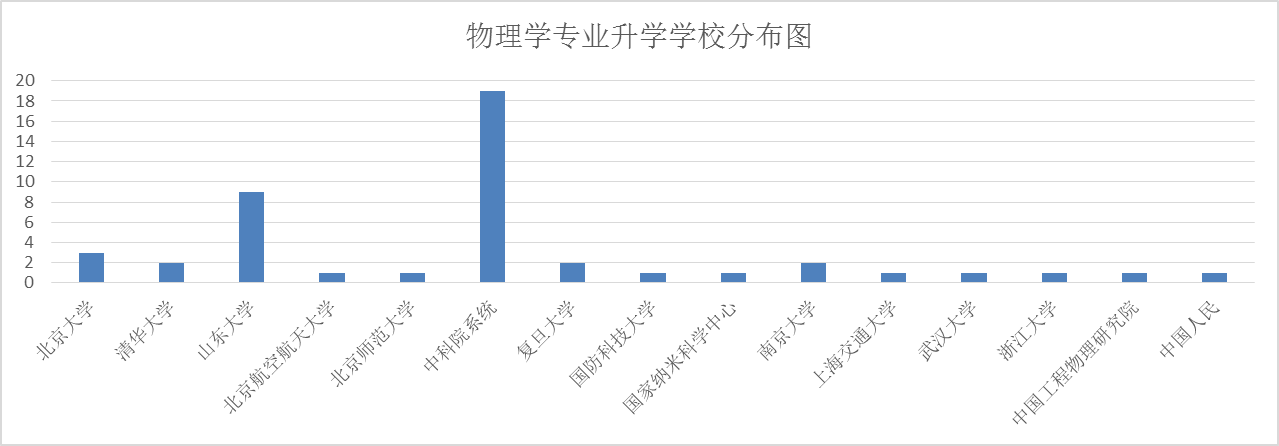 物理学专业升学学校分布图
20
18
16
14
12
10
8
6
4
2
0
北京大学
清华大学
山东大学
北京航空航天大学
北京师范大学
中科院系统
复旦大学
国防科技大学
国家纳米科学中心
南京大学
上海交通大学
武汉大学
浙江大学
中国工程物理研究院
中国人民